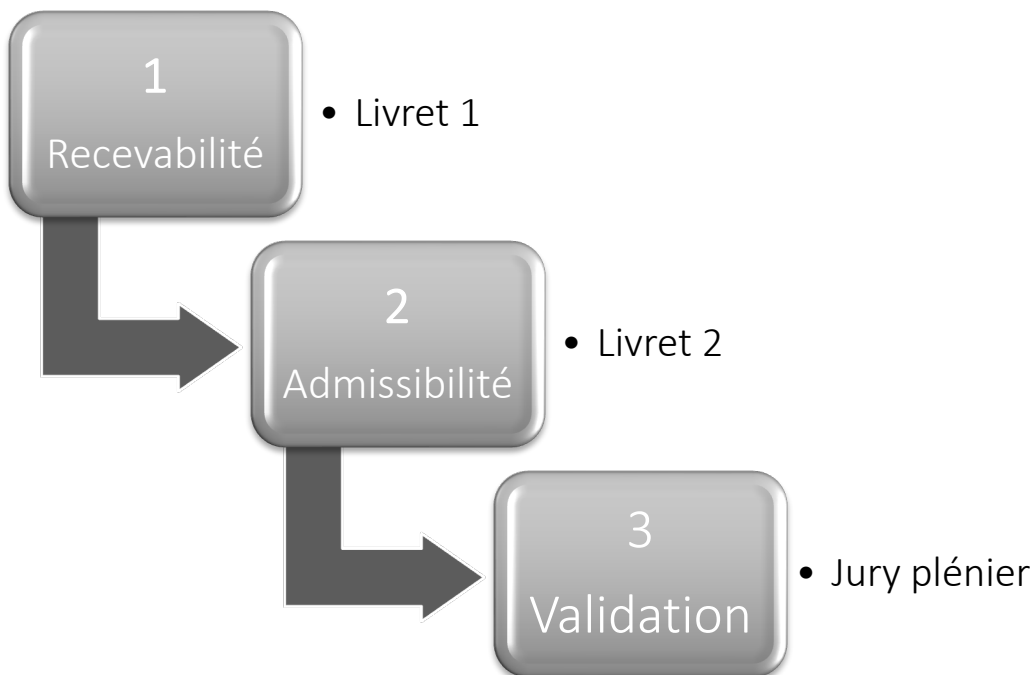 1
Recevabilité
• Livret 1
2
Admissibilité
• Livret 2
3
Validation
• Jury plénier